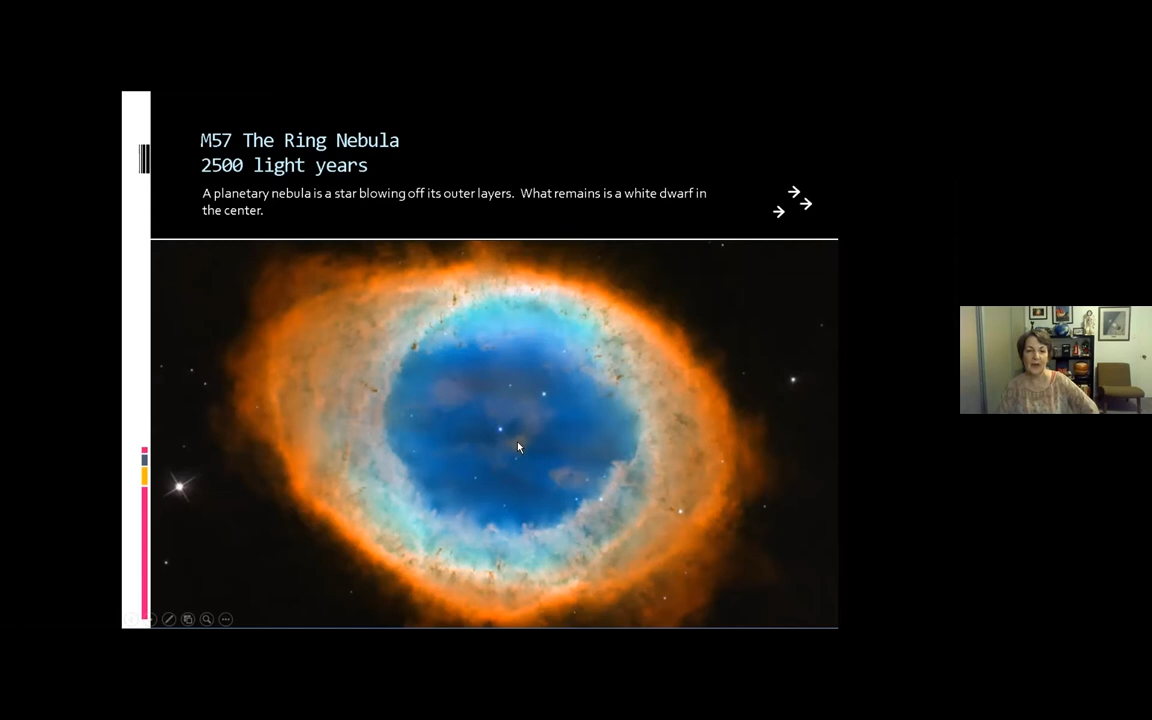 M57 The Ring Nebula
2500 light years
A planetary nebula is a star blowing off its outer layers.  What remains is a white dwarf in
the center.